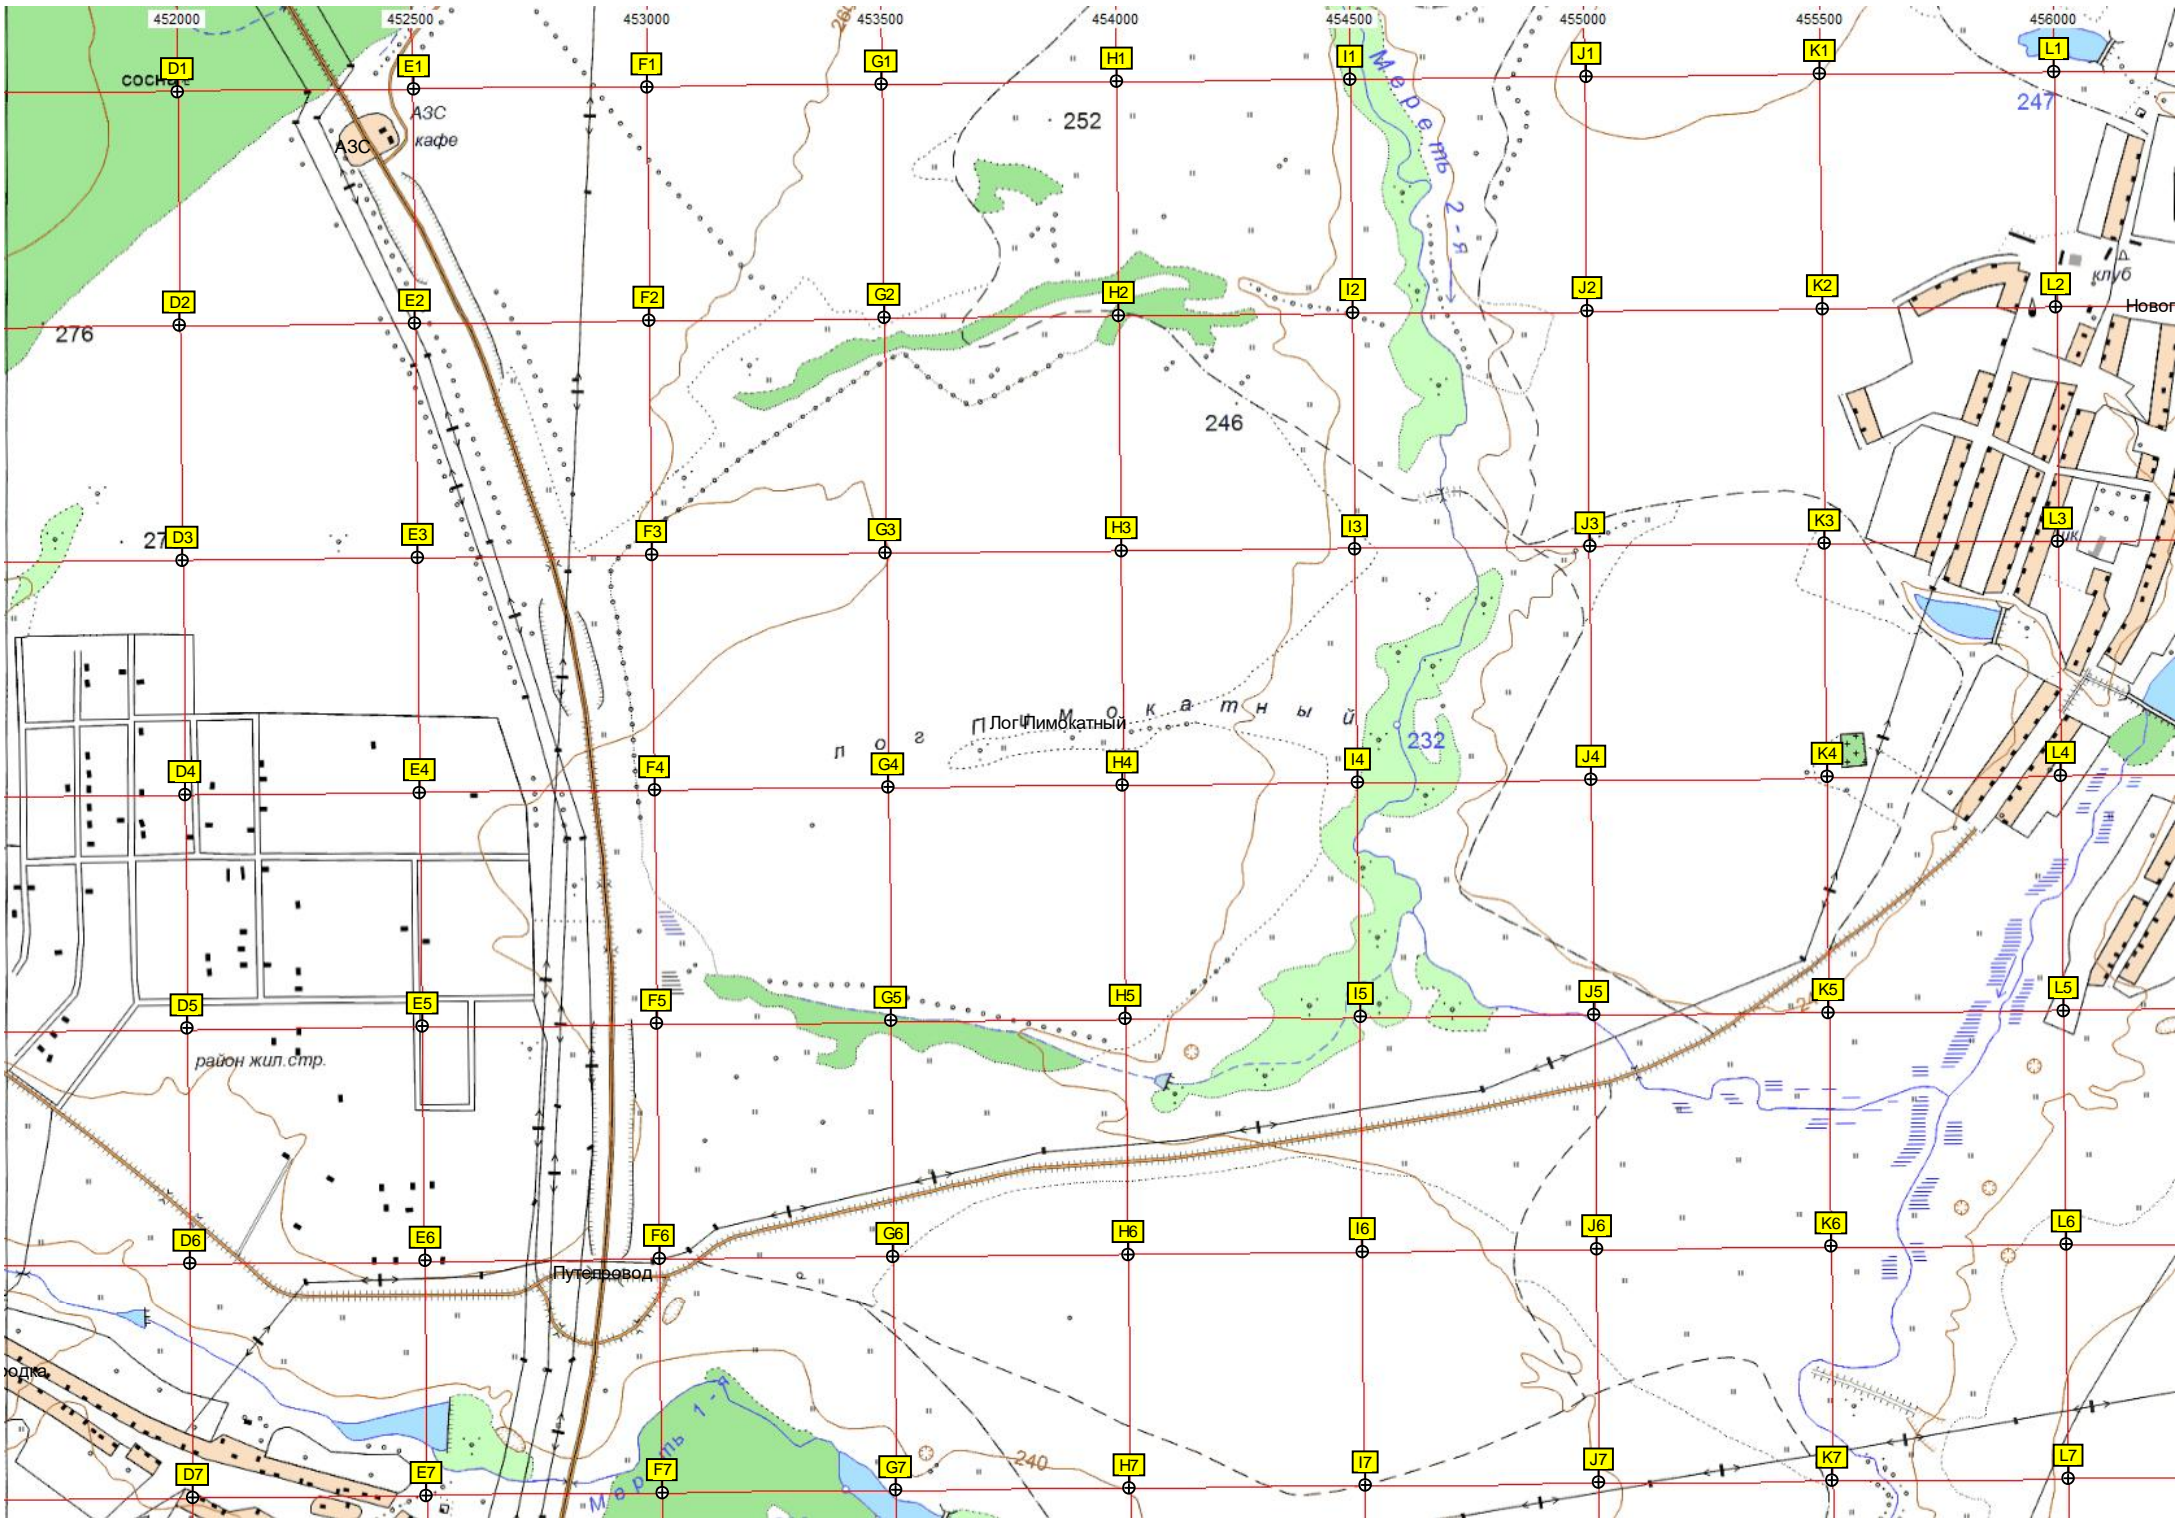 452000 452500 453000 453500 454000 454500 455000 455500 456000
260
D1 E1 F1 G1 H1 I1 J1 K1 L1
АЗС
кафе
АЗС
252
247
Мереть 2-я
клуб
D2 E2 F2 G2 H2 I2 J2 K2 L2
276
246
D3 E3 F3 G3 H3 I3 J3 K3 L3
лог Пимокатный
Лог Пимокатный
232
D4 E4 F4 G4 H4 I4 J4 K4 L4
D5 E5 F5 G5 H5 I5 J5 K5 L5
район жил.стр.
D6 E6 F6 G6 H6 I6 J6 K6 L6
Путепровод
Мереть 1-я
240
D7 E7 F7 G7 H7 I7 J7 K7 L7